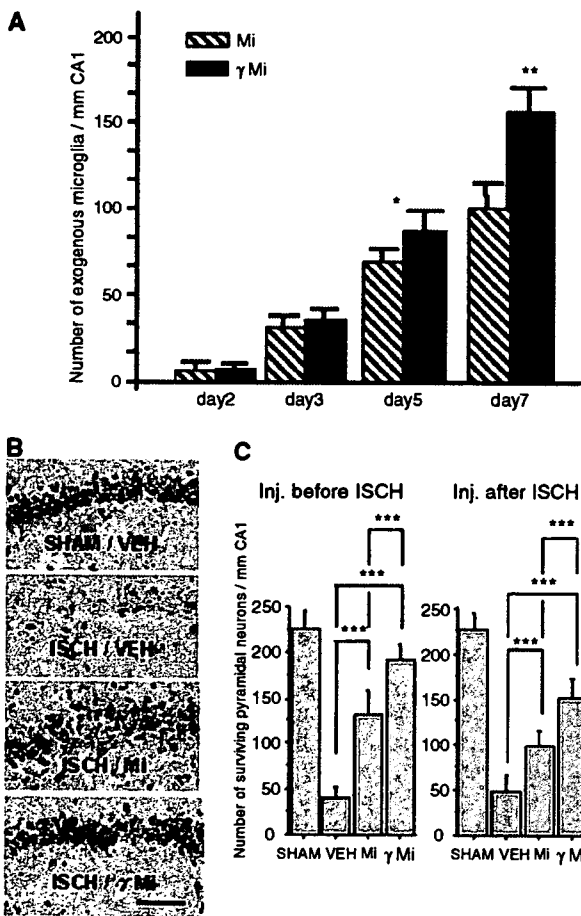 A
Number of exogenous microglia / mm CA1
200
150
100
50
0
Mi
γ Mi
*
**
day2 day3 day5 day7
B
SHAM / VEH
ISCH / VEH
ISCH / MI
ISCH / γ MI
C
Inj. before ISCH
Number of surviving pyramidal neurons / mm CA1
250
200
150
100
50
0
***
***
***
SHAM VEH Mi γ Mi
Inj. after ISCH
250
200
150
100
50
0
***
***
***
SHAM VEH Mi γ Mi